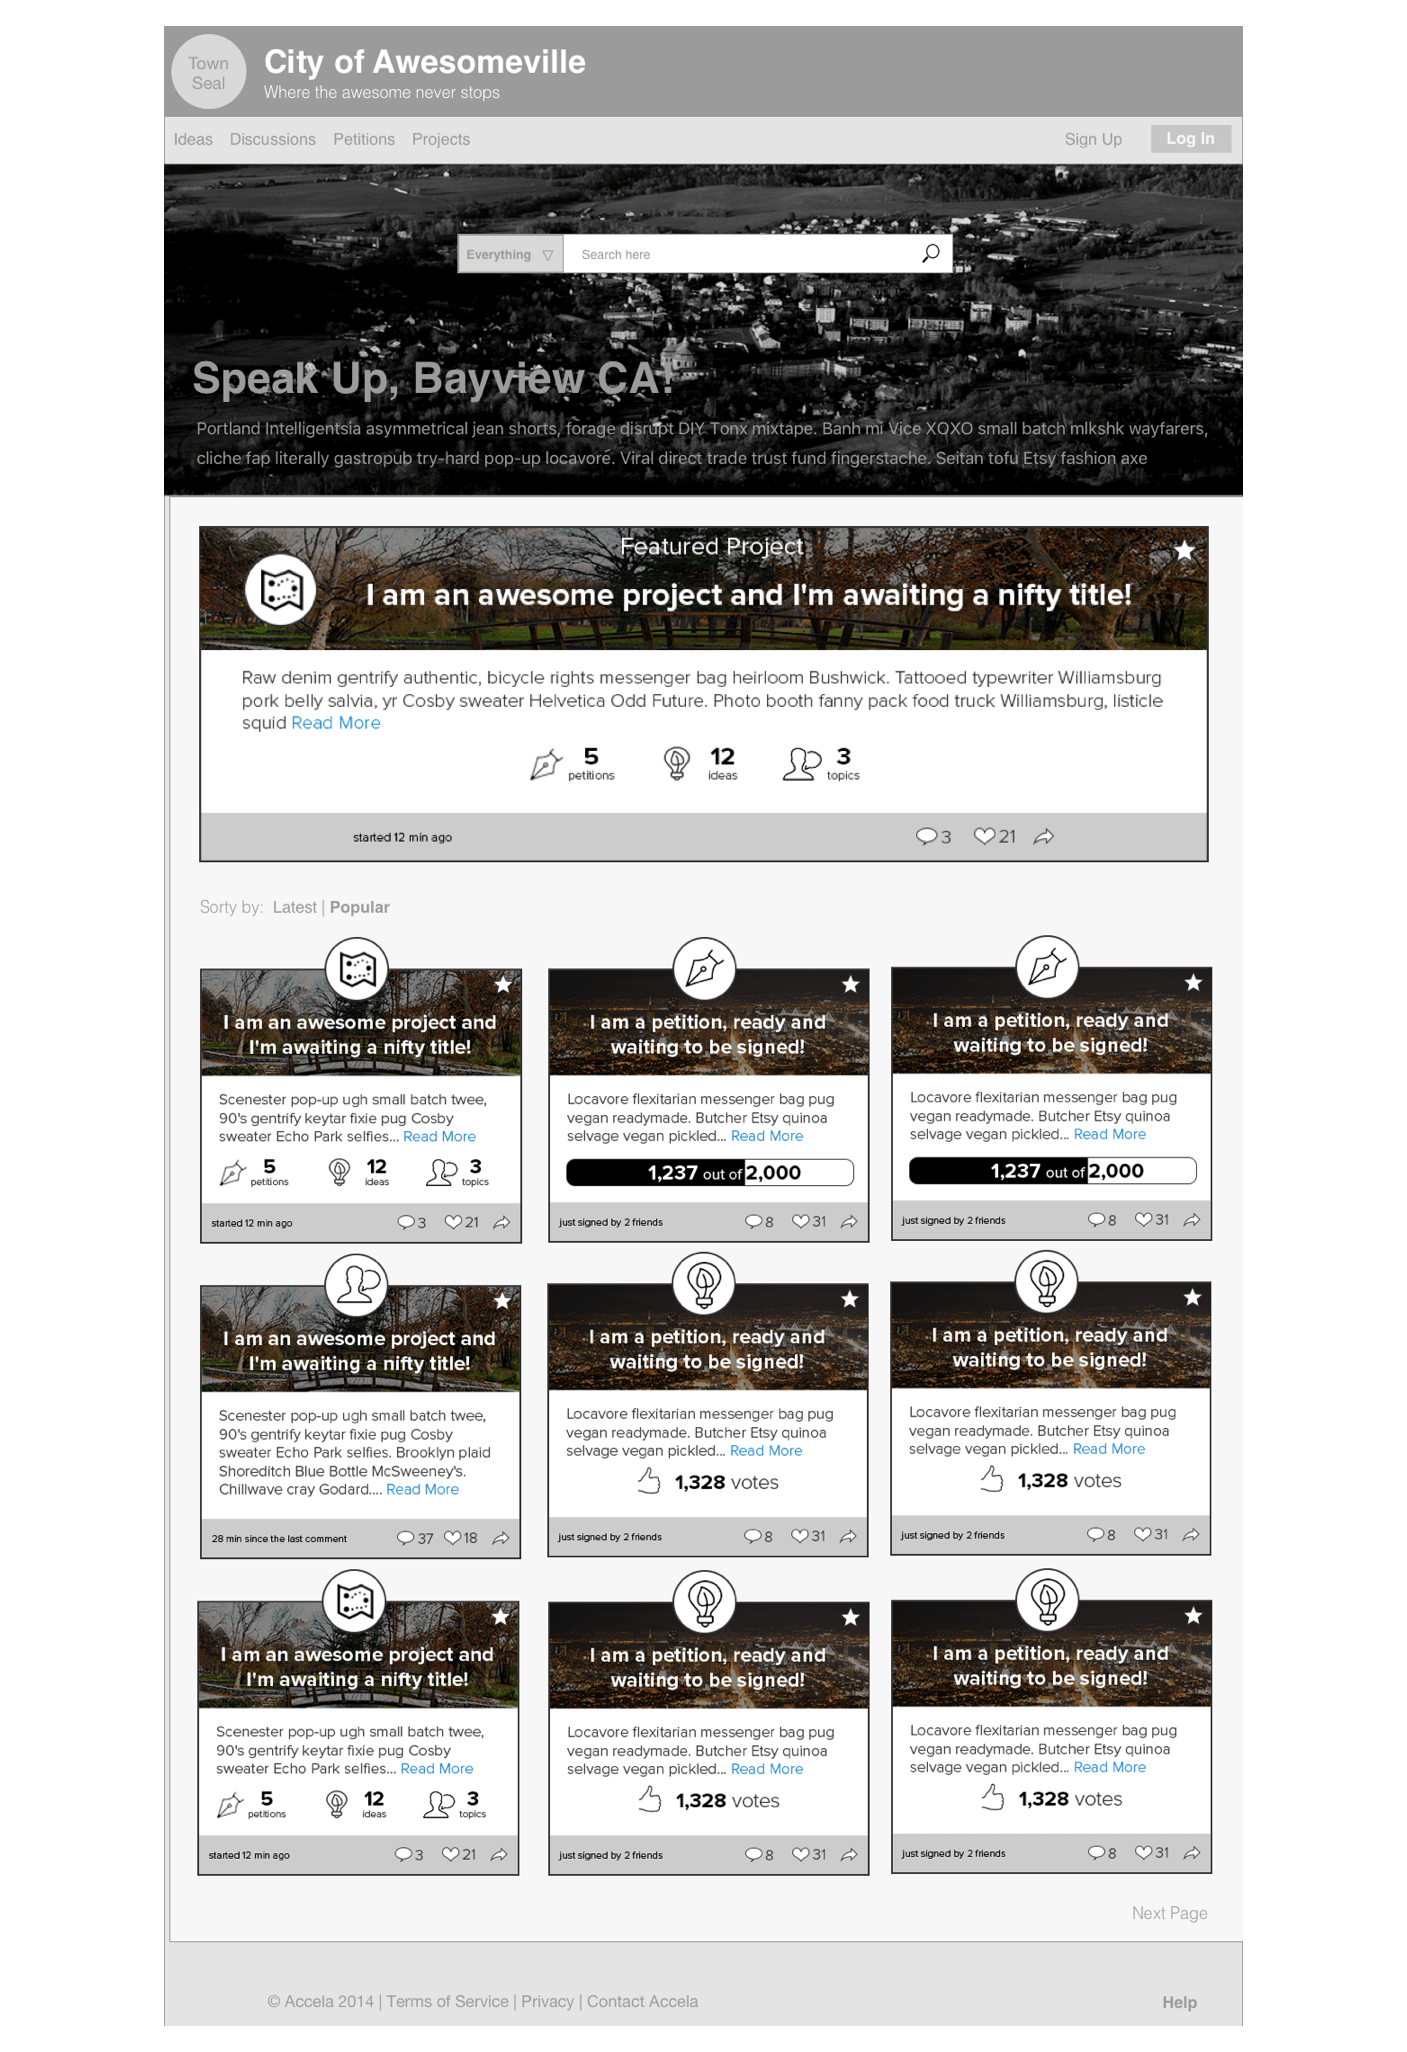 Town
Seal
City of Awesomeville
Where the awesome never stops
Ideas Discussions Petitions Projects Sign Up Log In
Everything Search here
Speak Up, Bayview CA!
Portland Intelligentsia asymmetrical jean shorts, forage disrupt DIY Tonx mixtape. Banh mi Vice XOXO small batch mlkshk wayfarers,
cliche fap literally gastropub try-hard pop-up locavore. Viral direct trade trust fund fingerstache. Seitan tofu Etsy fashion axe
Featured Project
I am an awesome project and I'm awaiting a nifty title!
Raw denim gentrify authentic, bicycle rights messenger bag heirloom Bushwick. Tattooed typewriter Williamsburg
pork belly salvia, yr Cosby sweater Helvetica Odd Future. Photo booth fanny pack food truck Williamsburg, listicle
squid Read More
5 12 3
petitions ideas topics
started 12 min ago 3 21
Sorty by: Latest | Popular
I am an awesome project and
I'm awaiting a nifty title!
Scenester pop-up ugh small batch twee,
90's gentrify keytar fixie pug Cosby
sweater Echo Park selfies... Read More
5 12 3
petitions ideas topics
started 12 min ago 3 21
I am a petition, ready and
waiting to be signed!
Locavore flexitarian messenger bag pug
vegan readymade. Butcher Etsy quinoa
selvage vegan pickled... Read More
1,237 out of 2,000
just signed by 2 friends 8 31
I am a petition, ready and
waiting to be signed!
Locavore flexitarian messenger bag pug
vegan readymade. Butcher Etsy quinoa
selvage vegan pickled... Read More
1,237 out of 2,000
just signed by 2 friends 8 31
I am an awesome project and
I'm awaiting a nifty title!
Scenester pop-up ugh small batch twee,
90's gentrify keytar fixie pug Cosby
sweater Echo Park selfies. Brooklyn plaid
Shoreditch Blue Bottle McSweeney's.
Chillwave cray Godard.... Read More
28 min since the last comment 37 18
I am a petition, ready and
waiting to be signed!
Locavore flexitarian messenger bag pug
vegan readymade. Butcher Etsy quinoa
selvage vegan pickled... Read More
1,328 votes
just signed by 2 friends 8 31
I am a petition, ready and
waiting to be signed!
Locavore flexitarian messenger bag pug
vegan readymade. Butcher Etsy quinoa
selvage vegan pickled... Read More
1,328 votes
just signed by 2 friends 8 31
I am an awesome project and
I'm awaiting a nifty title!
Scenester pop-up ugh small batch twee,
90's gentrify keytar fixie pug Cosby
sweater Echo Park selfies... Read More
5 12 3
petitions ideas topics
started 12 min ago 3 21
I am a petition, ready and
waiting to be signed!
Locavore flexitarian messenger bag pug
vegan readymade. Butcher Etsy quinoa
selvage vegan pickled... Read More
1,328 votes
just signed by 2 friends 8 31
I am a petition, ready and
waiting to be signed!
Locavore flexitarian messenger bag pug
vegan readymade. Butcher Etsy quinoa
selvage vegan pickled... Read More
1,328 votes
just signed by 2 friends 8 31
Next Page
© Accela 2014 | Terms of Service | Privacy | Contact Accela Help